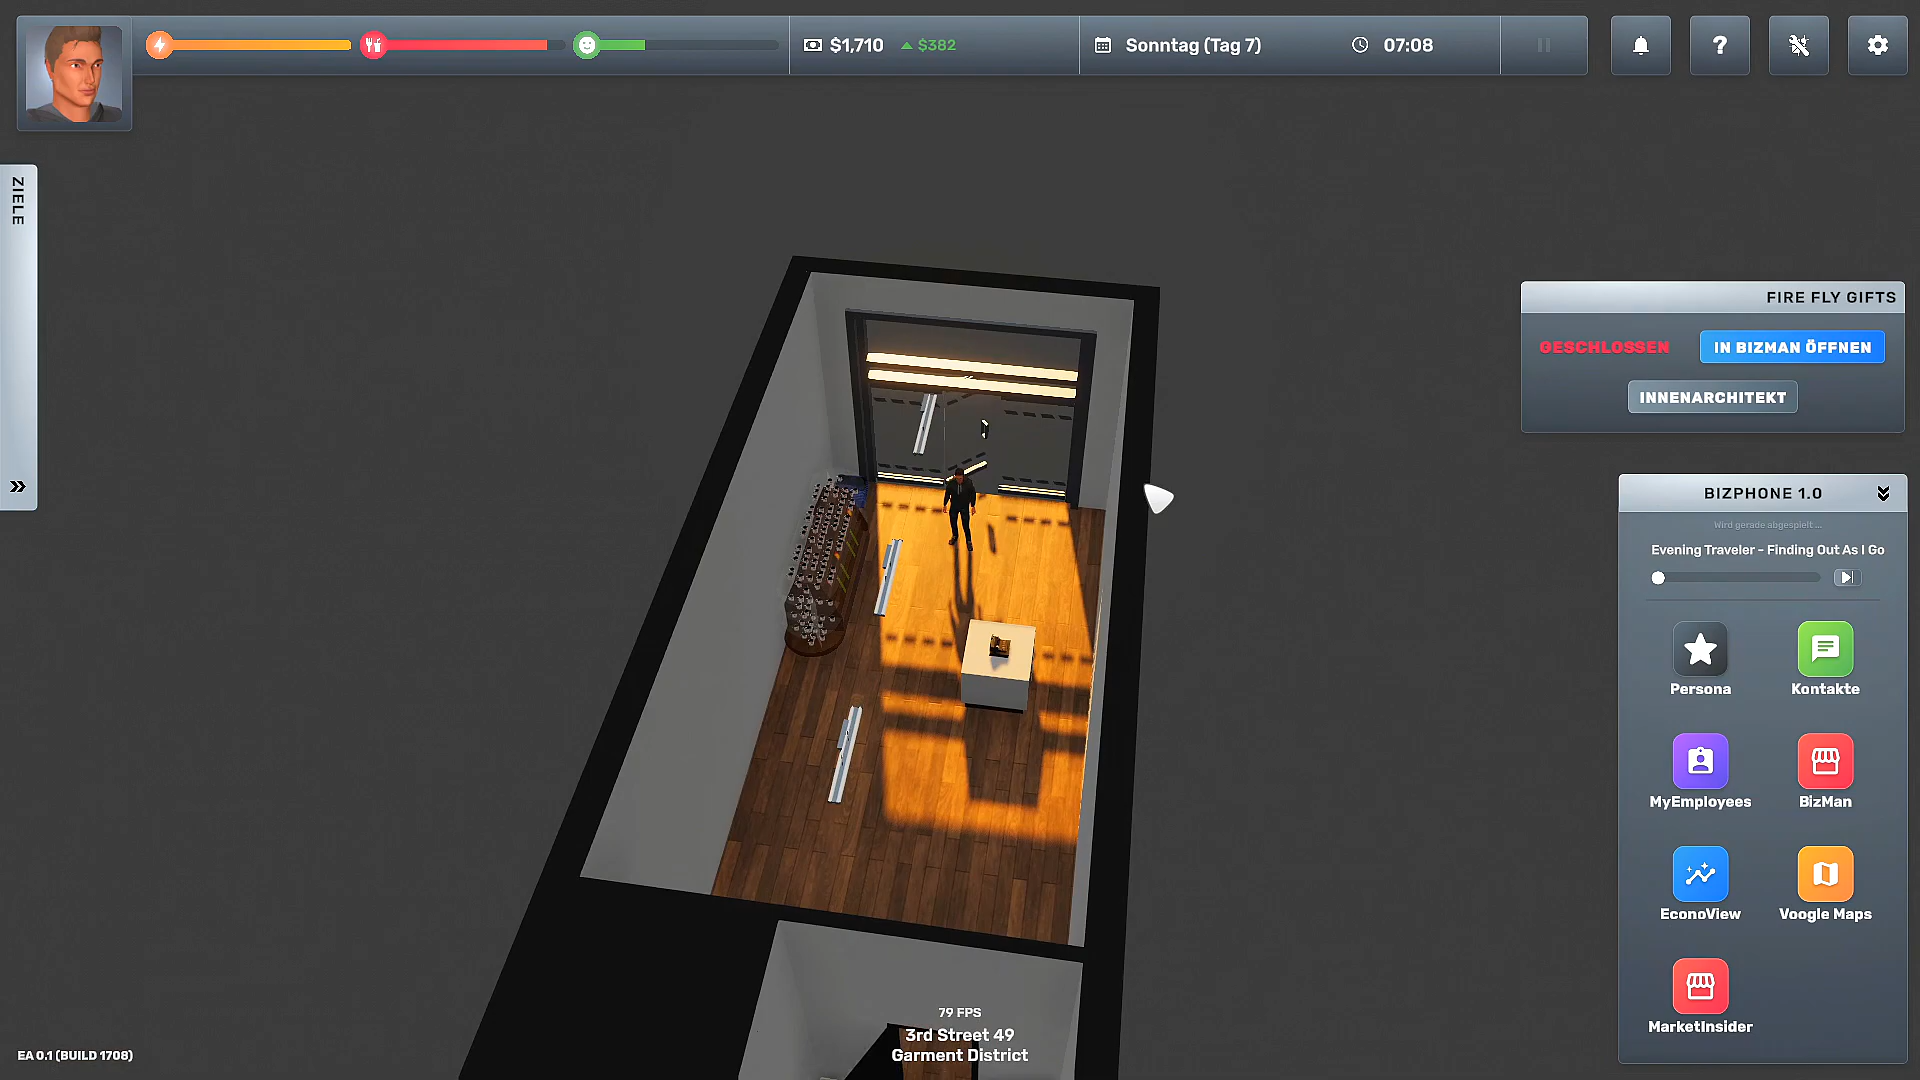 $1,710
$382
Sonntag (Tag 7)
07:08
?
ZIELE
FIRE FLY GIFTS
GESCHLOSSEN
IN BIZMAN ÖFFNEN
INNENARCHITEKT
BIZPHONE 1.0
Wird gerade abgespielt ...
Evening Traveler - Finding Out As I Go
Persona
Kontakte
MyEmployees
BizMan
EconoView
Voogle Maps
MarketInsider
79 FPS
3rd Street 49
Garment District
EA 0.1 (BUILD 1708)